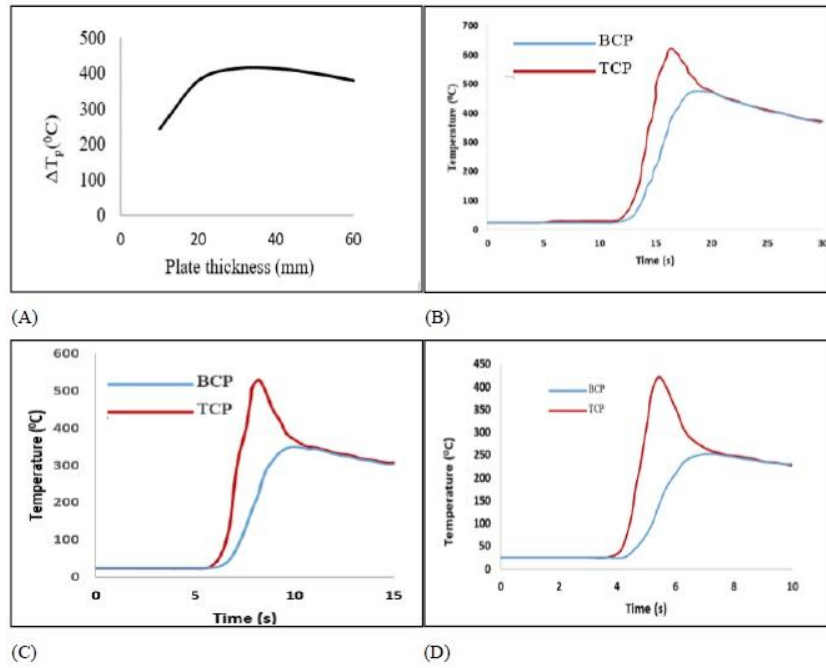 500
400
300
200
100
0
ΔTp (⁰C)
0 20 40 60
Plate thickness (mm)
(A)
BCP
TCP
700
600
500
400
300
200
100
0
Temperature (⁰C)
0 5 10 15 20 25 30
Time (s)
(B)
BCP
TCP
600
500
400
300
200
100
0
Temperature (⁰C)
0 5 10 15
Time (s)
(C)
BCP
TCP
450
400
350
300
250
200
150
100
50
0
Temperature (⁰C)
0 2 4 6 8 10
Time (s)
(D)